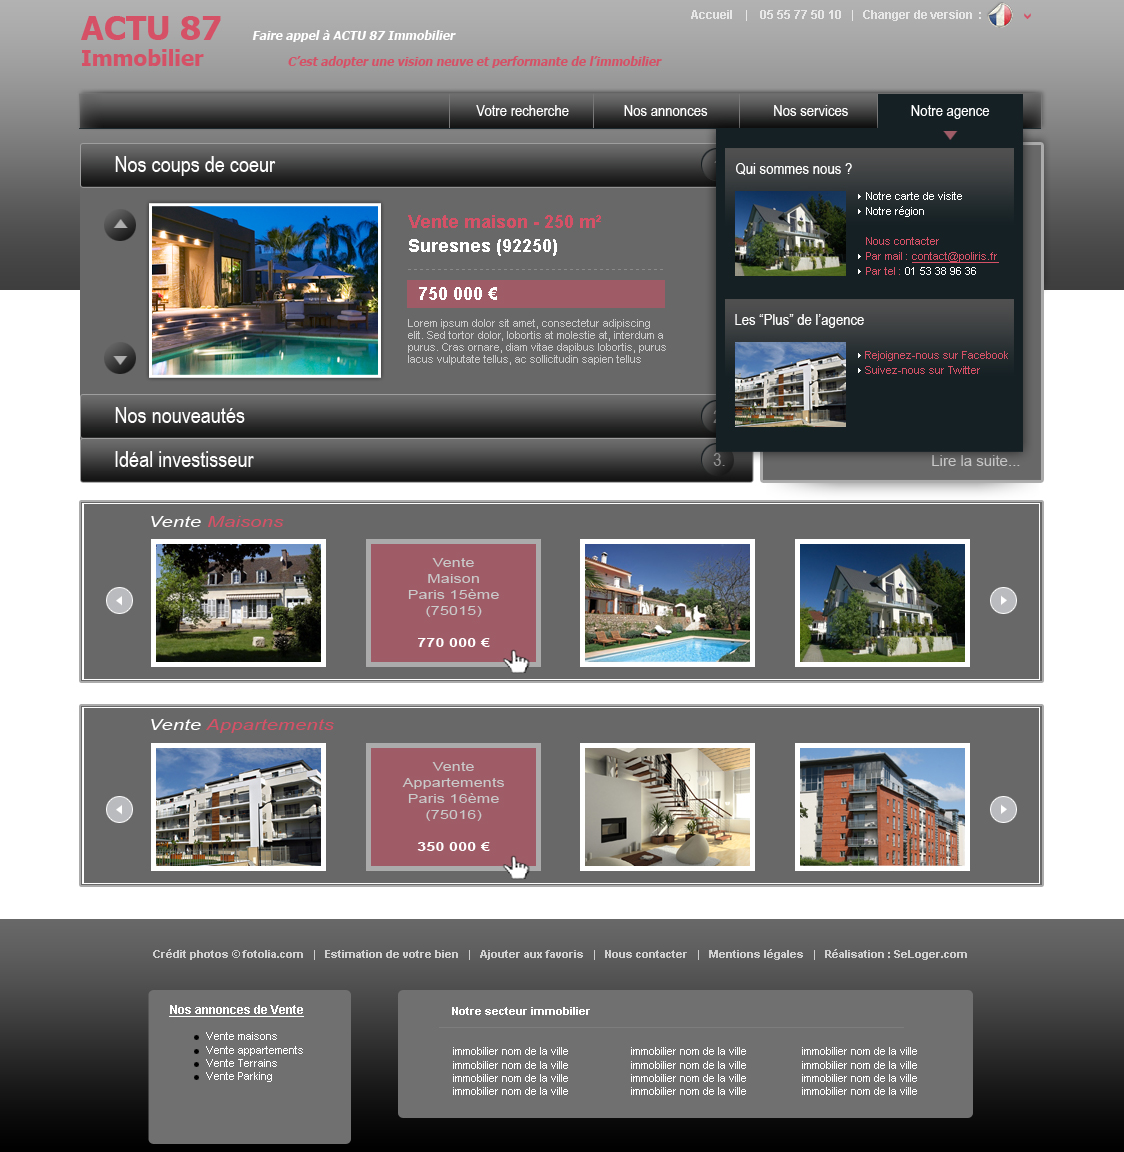 ACTU 87
Immobilier
Faire appel à ACTU 87 Immobilier
C'est adopter une vision neuve et performante de l'immobilier
Accueil | 05 55 77 50 10 | Changer de version :
Votre recherche
Nos annonces
Nos services
Notre agence
Nos coups de coeur
Vente maison - 250 m²
Suresnes (92250)
750 000 €
Lorem ipsum dolor sit amet, consectetur adipiscing
elit. Sed tortor dolor, lobortis at molestie at, interdum a
purus. Cras ornare, diam vitae dapibus lobortis, purus
lacus vulputate tellus, ac sollicitudin sapien tellus
Nos nouveautés
Idéal investisseur
3.
Qui sommes nous ?
Notre carte de visite
Notre région
Nous contacter
Par mail : contact@poliris.fr
Par tel : 01 53 38 96 36
Les “Plus” de l'agence
Rejoignez-nous sur Facebook
Suivez-nous sur Twitter
Lire la suite...
Vente Maisons
Vente
Maison
Paris 15ème
(75015)
770 000 €
Vente Appartements
Vente
Appartements
Paris 16ème
(75016)
350 000 €
Crédit photos © fotolia.com | Estimation de votre bien | Ajouter aux favoris | Nous contacter | Mentions légales | Réalisation : SeLoger.com
Nos annonces de Vente
Vente maisons
Vente appartements
Vente Terrains
Vente Parking
Notre secteur immobilier
immobilier nom de la ville immobilier nom de la ville immobilier nom de la ville
immobilier nom de la ville immobilier nom de la ville immobilier nom de la ville
immobilier nom de la ville immobilier nom de la ville immobilier nom de la ville
immobilier nom de la ville immobilier nom de la ville immobilier nom de la ville